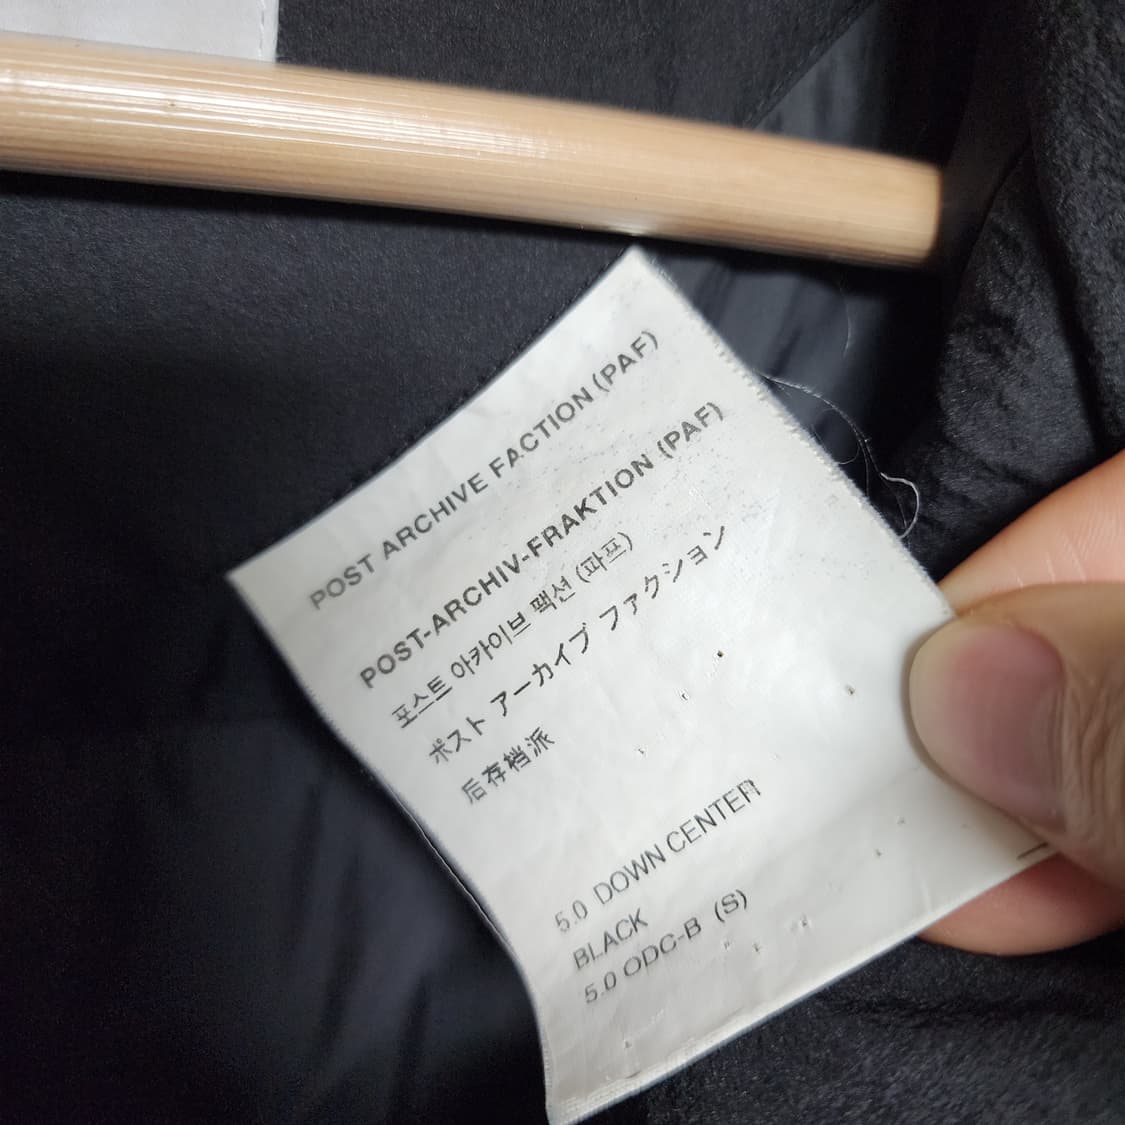 POST ARCHIVE FACTION (PAF)
POST-ARCHIV-FRAKTION (PAF)
포스트 아카이브 팩션 (파프)
ポスト アーカイブ ファクション
后存档派
5.0 DOWN CENTER
BLACK
5.0 ODC-B (S)